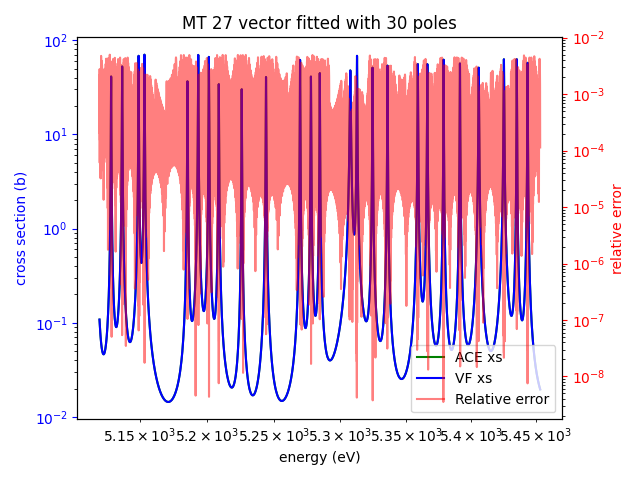 MT 27 vector fitted with 30 poles
cross section (b)
10²
10¹
10⁰
10⁻¹
10⁻²
10⁻²
10⁻³
10⁻⁴
10⁻⁵
10⁻⁶
10⁻⁷
10⁻⁸
relative error
ACE xs
VF xs
Relative error
5.15 × 10³ 5.2 × 10³ 5.25 × 10³ 5.3 × 10³ 5.35 × 10³ 5.4 × 10³ 5.45 × 10³
energy (eV)